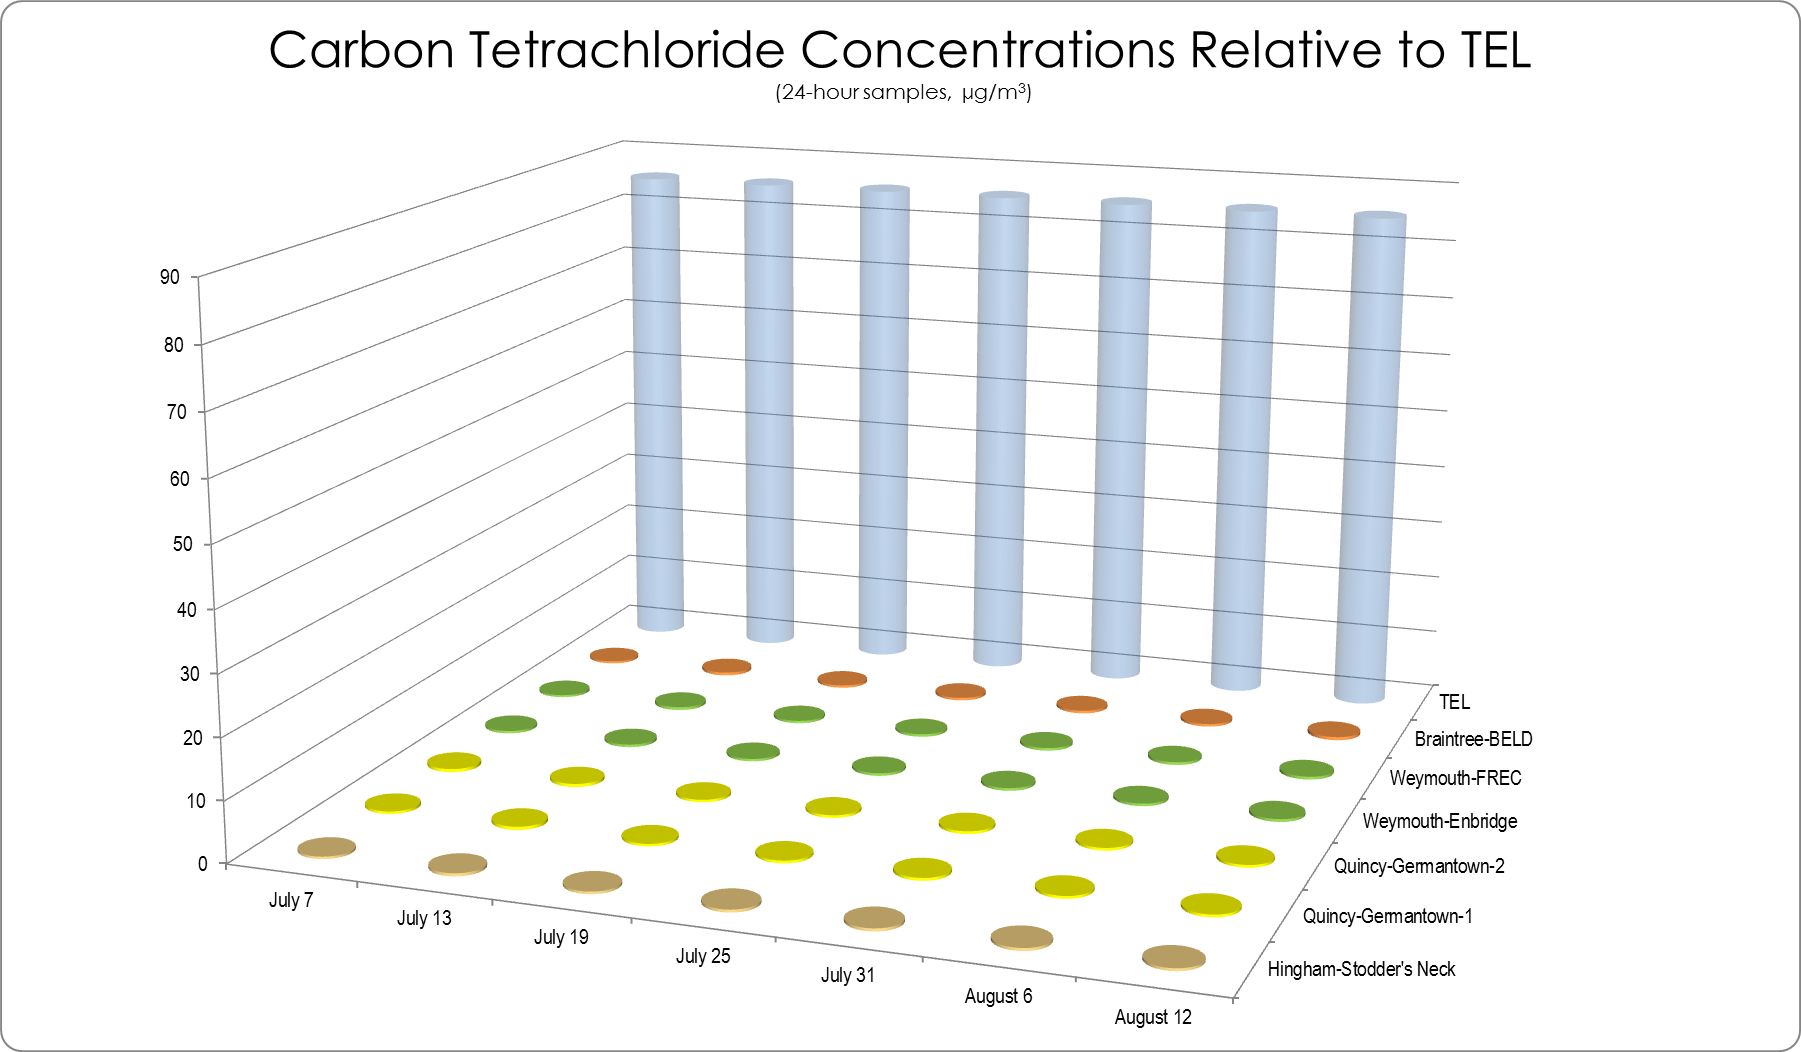 Carbon Tetrachloride Concentrations Relative to TEL
(24-hour samples, µg/m³)
90
80
70
60
50
40
30
20
10
0
July 7
July 13
July 19
July 25
July 31
August 6
August 12
TEL
Braintree-BELD
Weymouth-FREC
Weymouth-Enbridge
Quincy-Germantown-2
Quincy-Germantown-1
Hingham-Stodder's Neck